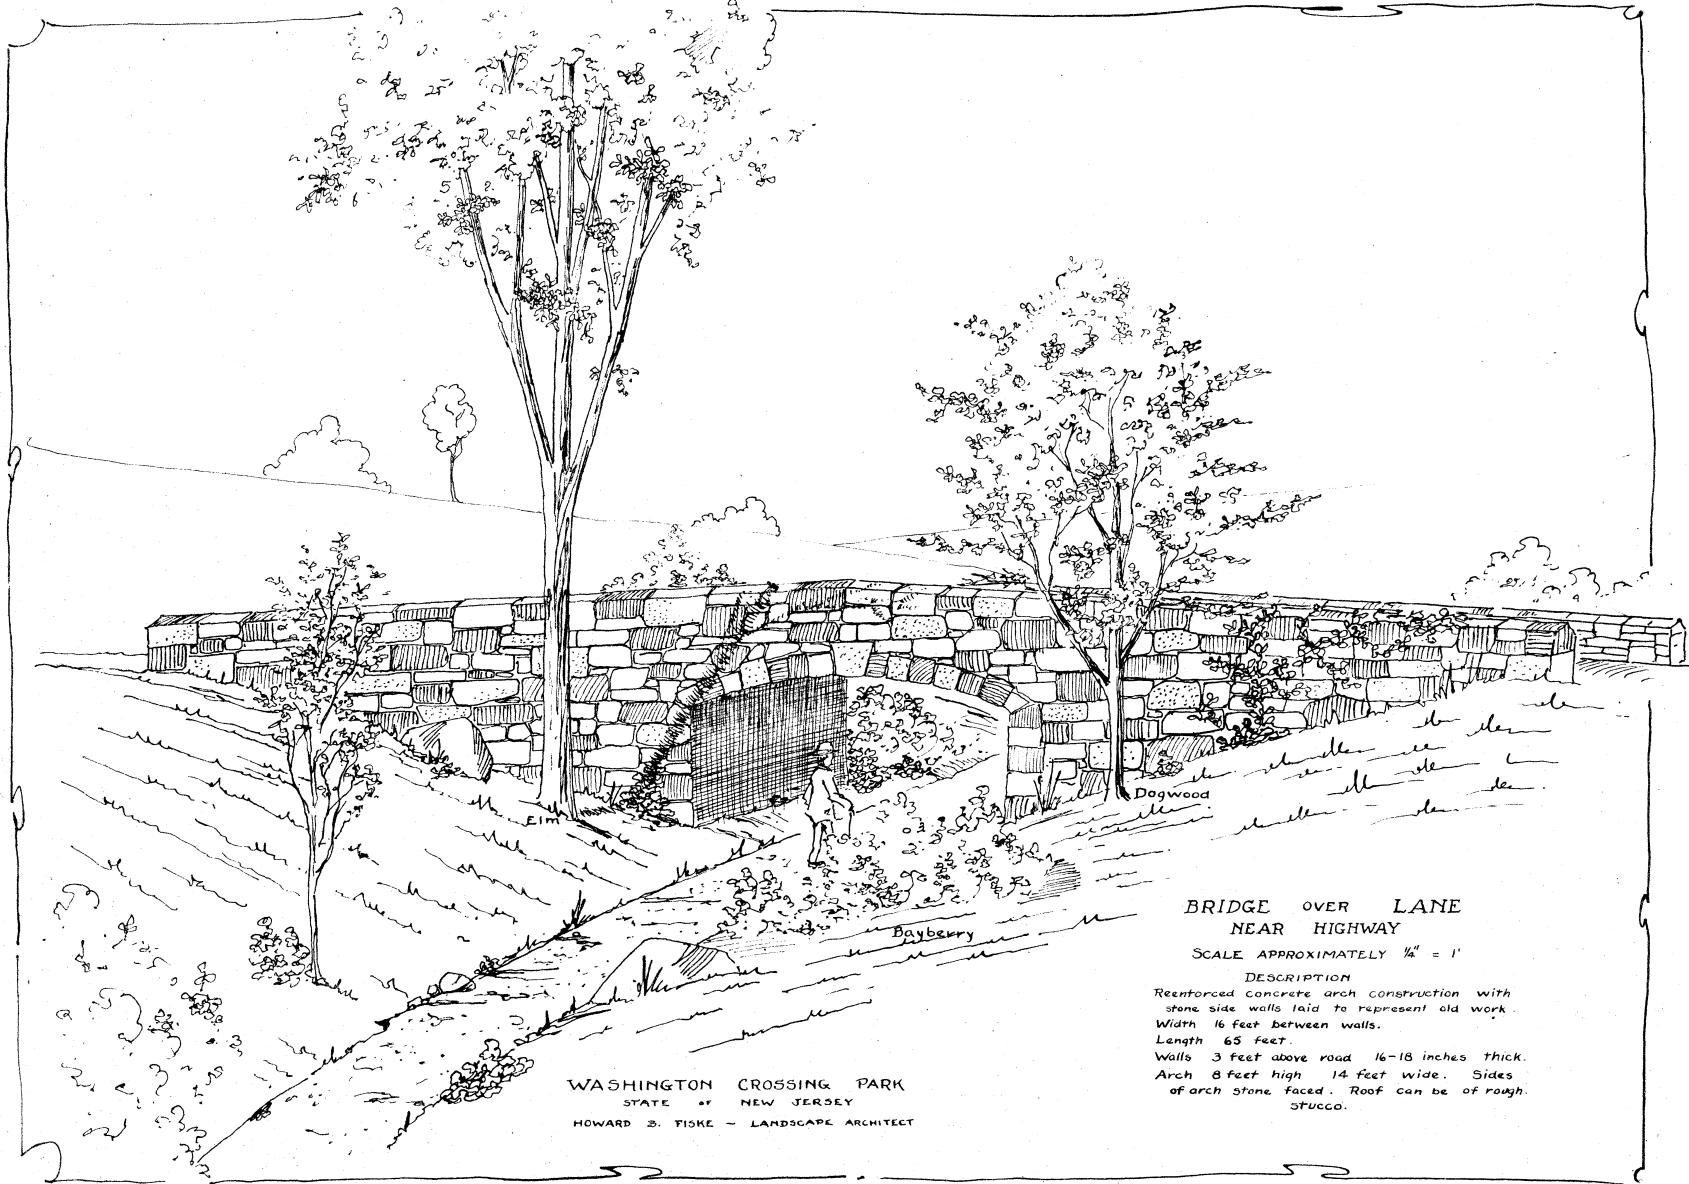 Elm
Dogwood
Bayberry
BRIDGE OVER LANE
NEAR HIGHWAY
SCALE APPROXIMATELY ¼" = 1'
DESCRIPTION
Reenforced concrete arch construction with
stone side walls laid to represent old work.
Width 16 feet between walls.
Length 65 feet.
Walls 3 feet above road 16-18 inches thick.
Arch 8 feet high 14 feet wide. Sides
of arch stone faced. Roof can be of rough
stucco.
WASHINGTON CROSSING PARK
STATE OF NEW JERSEY
HOWARD B. FISKE - LANDSCAPE ARCHITECT